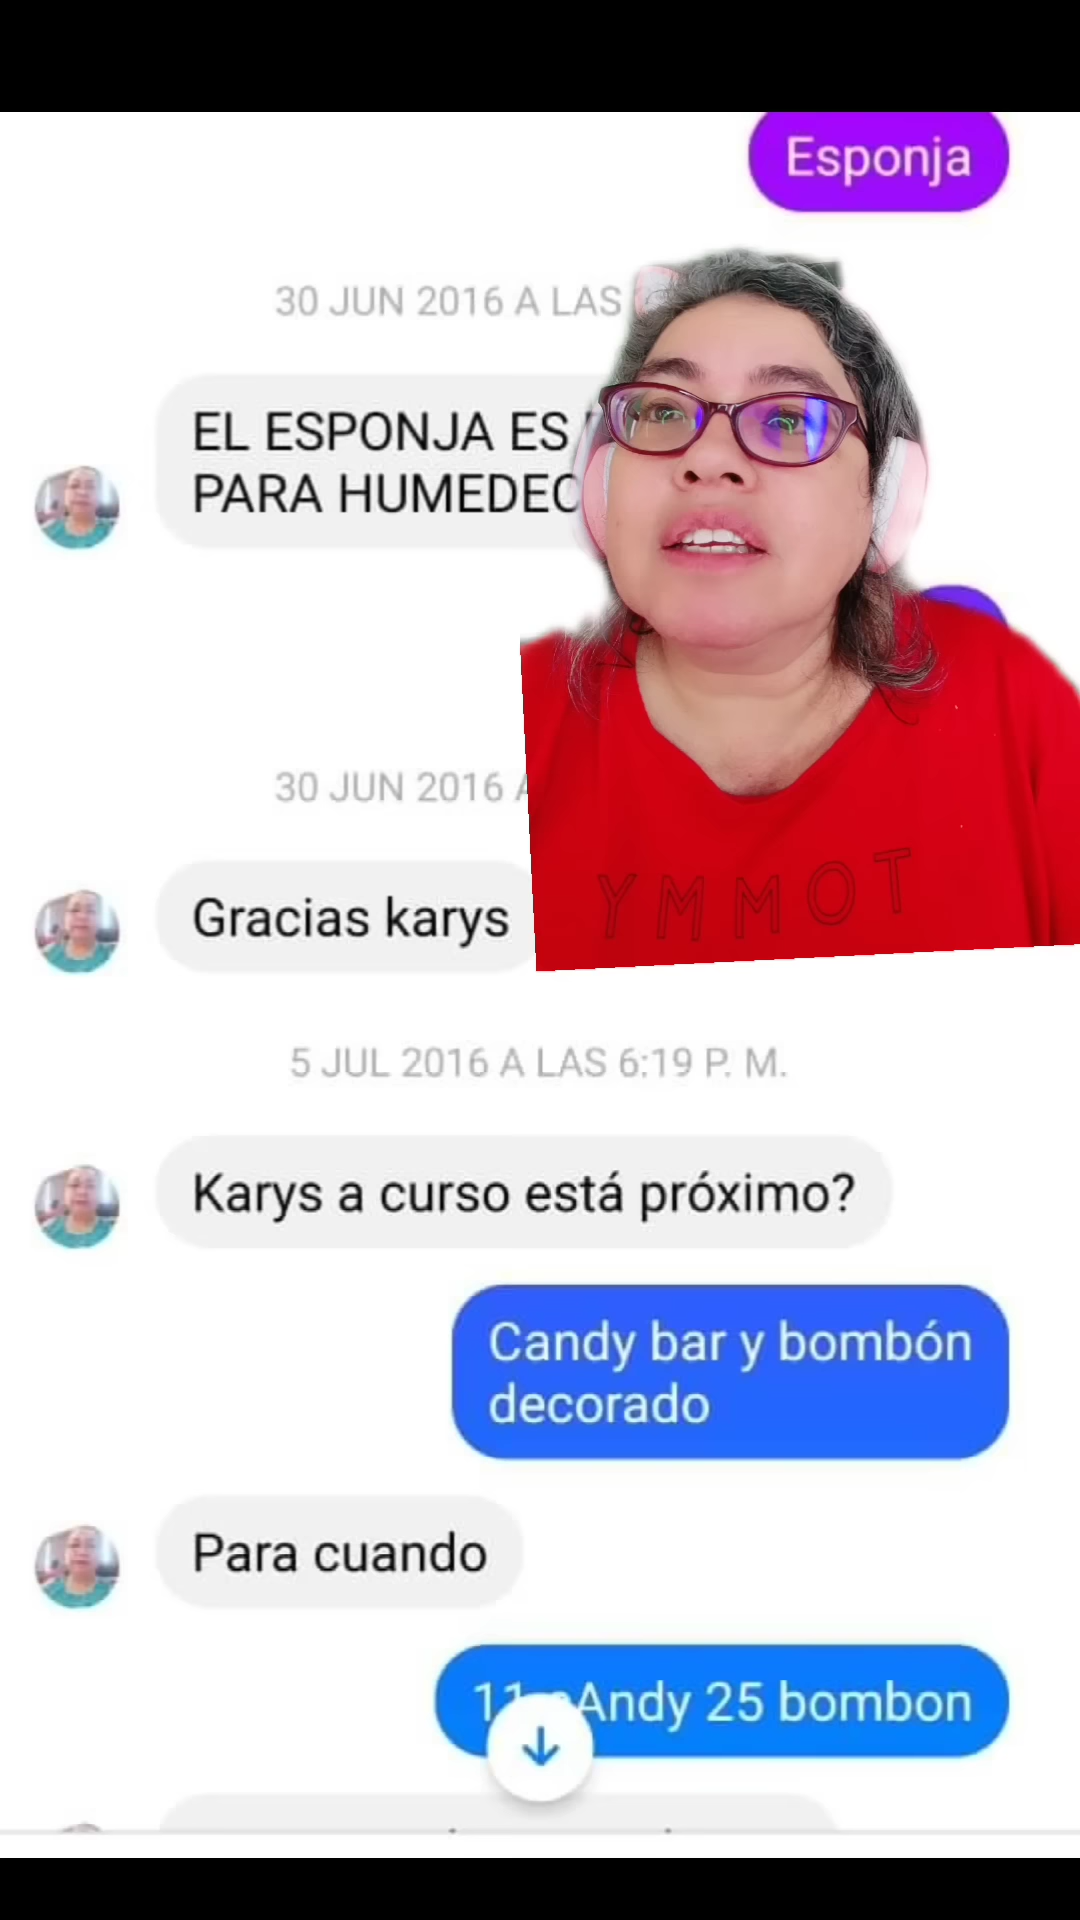 Esponja
30 JUN 2016 A LAS
EL ESPONJA ES
PARA HUMEDEC
30 JUN 2016 A
Gracias karys
YMMOT
5 JUL 2016 A LAS 6:19 P. M.
Karys a curso está próximo?
Candy bar y bombón
decorado
Para cuando
Andy 25 bombon